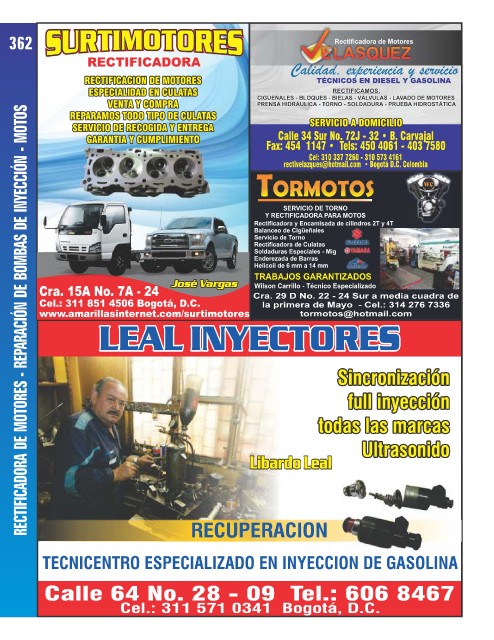 362
RECTIFICADORA DE MOTORES - REPARACIÓN DE BOMBAS DE INYECCIÓN - MOTOS
SURTIMOTORES
RECTIFICADORA
RECTIFICACION DE MOTORES
ESPECIALIDAD EN CULATAS
VENTA Y COMPRA
REPARAMOS TODO TIPO DE CULATAS
SERVICIO DE RECOGIDA Y ENTREGA
GARANTIA Y CUMPLIMIENTO
José Vargas
Cra. 15A No. 7A - 24
Cel.: 311 851 4506 Bogotá, D.C.
www.amarillasinternet.com/surtimotores
Rectificadora de Motores
VELASQUEZ
Calidad, experiencia y servicio
TÉCNICOS EN DIESEL Y GASOLINA
RECTIFICAMOS:
CIGUEÑALES - BLOQUES - BIELAS - VÁLVULAS - LAVADO DE MOTORES
PRENSA HIDRÁULICA - TORNO - SOLDADURA - PRUEBA HIDROSTÁTICA
SERVICIO A DOMICILIO
Calle 34 Sur No. 72J - 32 • B. Carvajal
Fax: 454 1147 • Tels: 450 4061 - 403 7580
Cel: 310 337 7260 - 310 573 4161
rectivelazques@hotmail.com • Bogotá D.C. Colombia
TORMOTOS
WC
SERVICIO DE TORNO
Y RECTIFICADORA PARA MOTOS
Rectificadora y Encamisada de cilindros 2T y 4T
Balanceo de Cigüeñales
Servicio de Torno
Rectificadora de Culatas
Soldaduras Especiales - Mig
Enderezada de Barras
Helicoil de 6 mm a 14 mm
SUZUKI
YAMAHA
TRABAJOS GARANTIZADOS
Wilson Carrillo - Técnico Especializado
Cra. 29 D No. 22 - 24 Sur a media cuadra de
la primera de Mayo - Cel.: 314 276 7336
tormotos@hotmail.com
LEAL INYECTORES
Sincronización
full inyección
todas las marcas
Ultrasonido
Libardo Leal
RECUPERACION
TECNICENTRO ESPECIALIZADO EN INYECCION DE GASOLINA
Calle 64 No. 28 - 09 Tel.: 606 8467
Cel.: 311 571 0341 Bogotá, D.C.